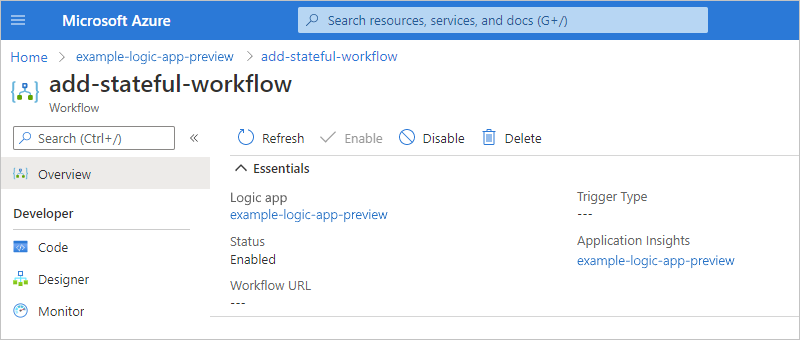 Microsoft Azure
Search resources, services, and docs (G+/)
Home > example-logic-app-preview > add-stateful-workflow
add-stateful-workflow
Workflow
Search (Ctrl+/) «
Refresh Enable Disable Delete
Overview
Developer
Code
Designer
Monitor
Essentials
Logic app
example-logic-app-preview
Status
Enabled
Workflow URL
---
Trigger Type
---
Application Insights
example-logic-app-preview